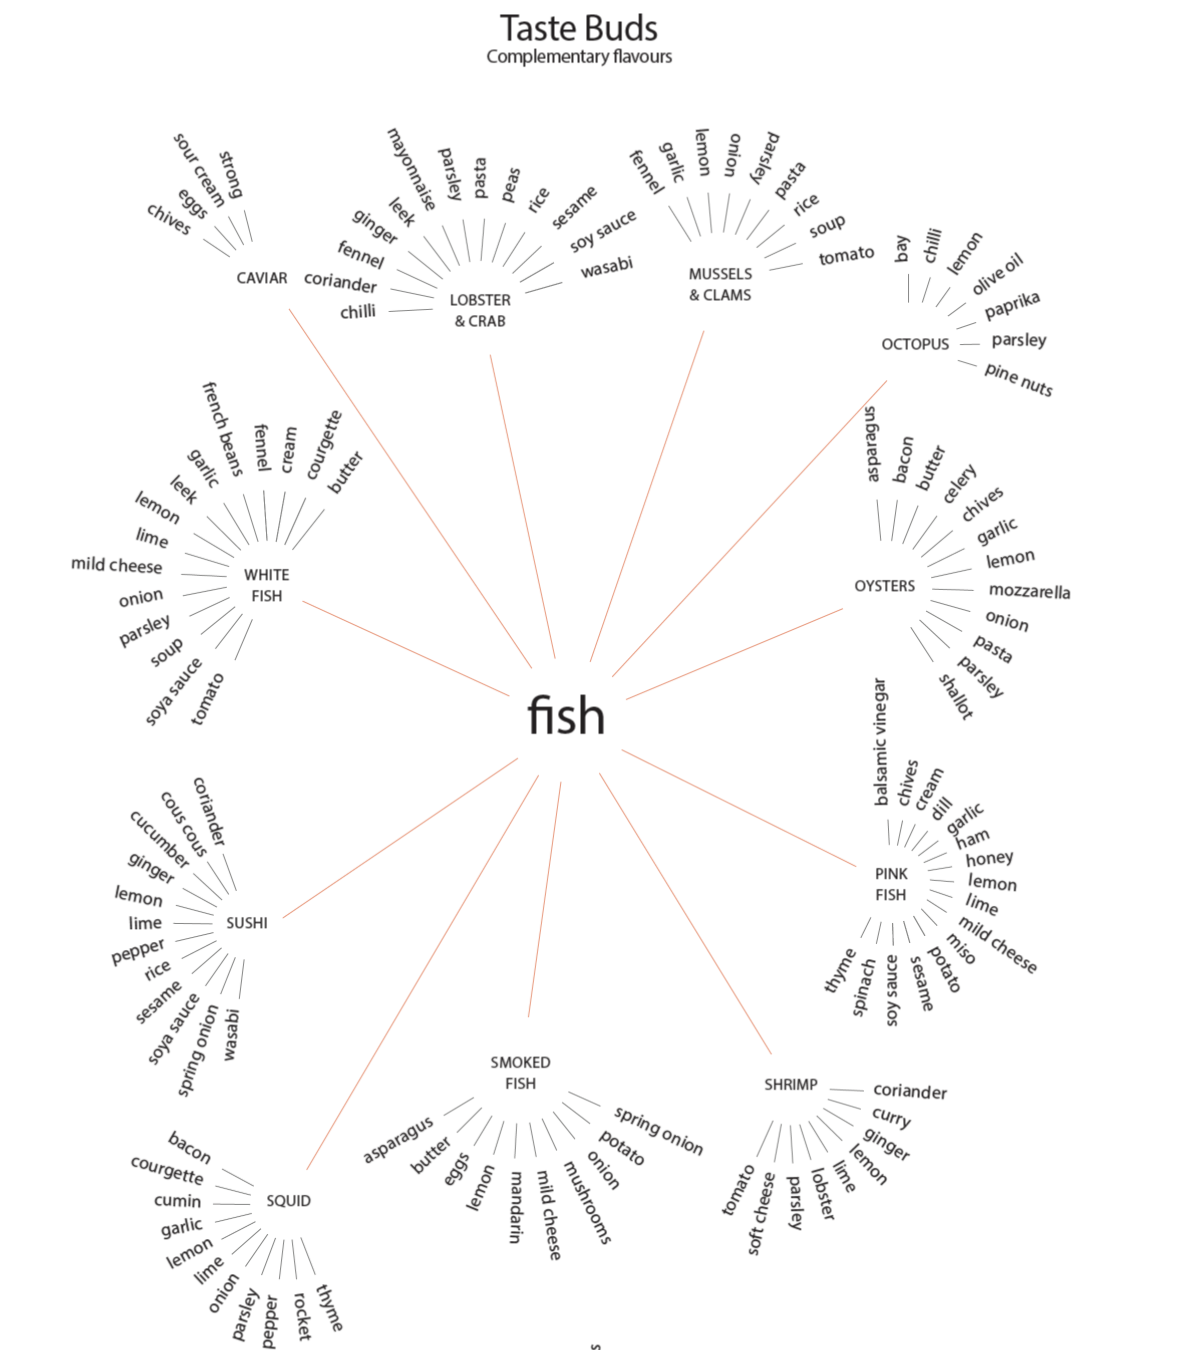 Taste Buds
Complementary flavours
fish
CAVIAR
chives
eggs
sour cream
strong
LOBSTER
& CRAB
chilli
coriander
fennel
ginger
leek
mayonnaise
parsley
pasta
peas
rice
sesame
soy sauce
wasabi
MUSSELS
& CLAMS
fennel
garlic
lemon
onion
parsley
pasta
rice
soup
tomato
OCTOPUS
bay
chilli
lemon
olive oil
paprika
parsley
pine nuts
OYSTERS
asparagus
bacon
butter
celery
chives
garlic
lemon
mozzarella
onion
pasta
parsley
shallot
PINK
FISH
balsamic vinegar
chives
cream
dill
garlic
ham
honey
lemon
lime
mild cheese
miso
potato
sesame
soy sauce
spinach
thyme
SHRIMP
coriander
curry
ginger
lemon
lime
lobster
parsley
soft cheese
tomato
SMOKED
FISH
asparagus
butter
eggs
lemon
mandarin
mild cheese
mushrooms
onion
potato
spring onion
SQUID
bacon
courgette
cumin
garlic
lemon
lime
onion
parsley
pepper
rocket
thyme
SUSHI
coriander
cous cous
cucumber
ginger
lemon
lime
pepper
rice
sesame
soya sauce
spring onion
wasabi
WHITE
FISH
butter
courgette
cream
fennel
french beans
garlic
leek
lemon
lime
mild cheese
onion
parsley
soup
soya sauce
tomato